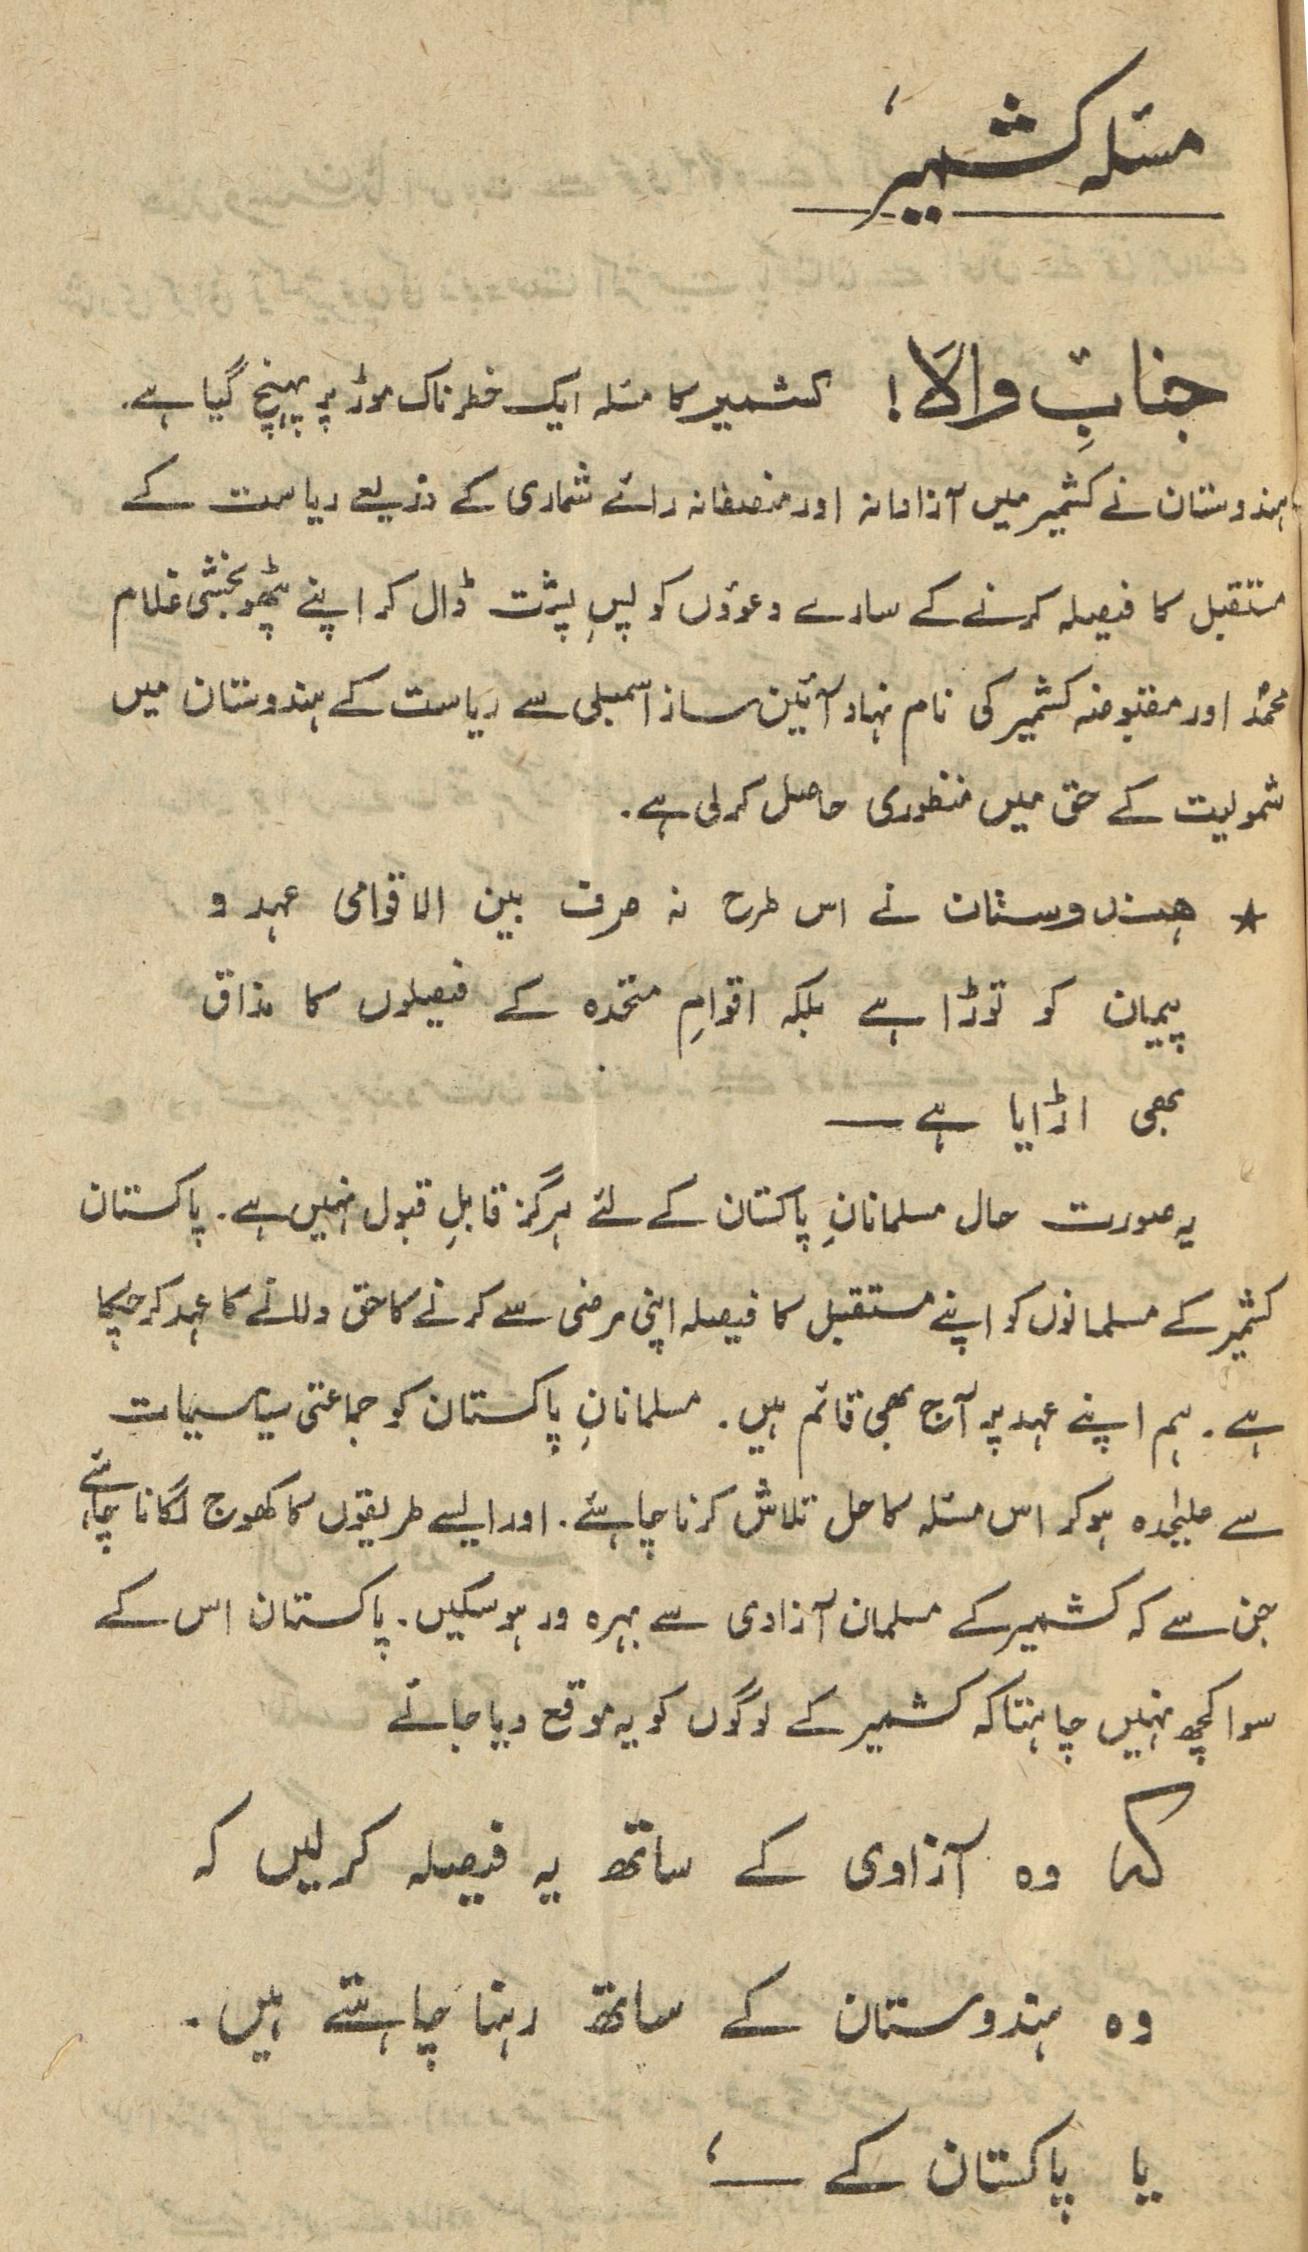 مسئلہ کشمیر،
جنابِ والا! کشمیر کا مسئلہ ایک خطرناک موڑ پر پہنچ گیا ہے۔
ہندوستان نے کشمیر میں آزادانہ اور منصفانہ رائے شماری کے ذریعے ریاست کے
مستقبل کا فیصلہ کرنے کے سارے وعدوں کو پسِ پشت ڈال کر اپنے پٹھو بخشی غلام
محمد اور مقبوضہ کشمیر کی نام نہاد آئین ساز اسمبلی سے ریاست کے ہندوستان میں
شمولیت کے حق میں منظوری حاصل کر لی ہے۔
★ ہندوستان نے اس طرح نہ صرف بین الاقوامی عہد و
پیمان کو توڑا ہے بلکہ اقوامِ متحدہ کے فیصلوں کا مذاق
بھی اڑایا ہے —
یہ صورت حال مسلمانانِ پاکستان کے لئے ہرگز قابلِ قبول نہیں ہے۔ پاکستان
کشمیر کے مسلمانوں کو اپنے مستقبل کا فیصلہ اپنی مرضی سے کرنے کا حق دلانے کا عہد کر چکا
ہے۔ ہم اپنے عہد پر آج بھی قائم ہیں۔ مسلمانانِ پاکستان کو جماعتی سیاسیات
سے علیٰحدہ ہو کر اس مسئلہ کا حل تلاش کرنا چاہئے۔ اور ایسے طریقوں کا کھوج لگانا چاہئے
جن سے کہ کشمیر کے مسلمان آزادی سے بہرہ ور ہو سکیں۔ پاکستان اس کے
سوا کچھ نہیں چاہتا کہ کشمیر کے لوگوں کو یہ موقع دیا جائے
کہ وہ آزادی کے ساتھ یہ فیصلہ کر لیں کہ
وہ ہندوستان کے ساتھ رہنا چاہتے ہیں۔
یا پاکستان کے —،